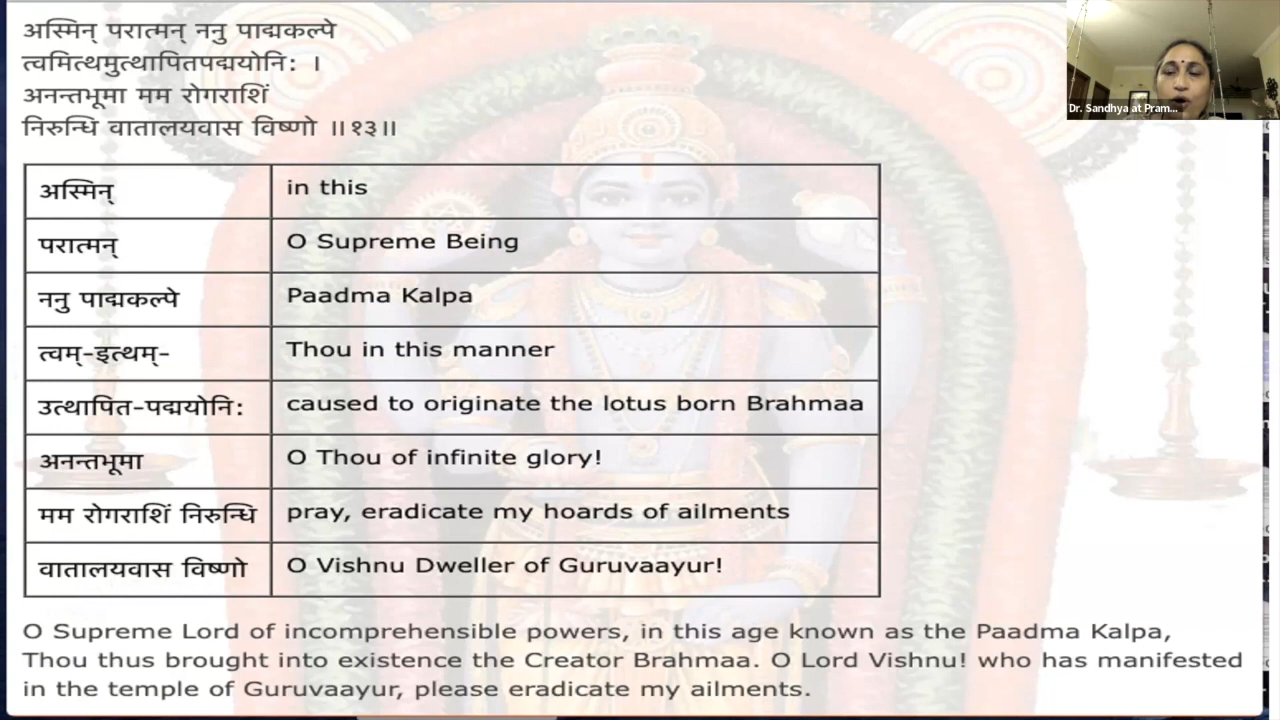 अस्मिन् परात्मन् ननु पाद्मकल्पे
त्वमित्थमुत्थापितपद्मयोनि: ।
अनन्तभूमा मम रोगराशिं
निरुन्धि वातालयवास विष्णो ॥१३॥
Dr. Sandhya at Pram...
अस्मिन् in this
परात्मन् O Supreme Being
ननु पाद्मकल्पे Paadma Kalpa
त्वम्-इत्थम्- Thou in this manner
उत्थापित-पद्मयोनि: caused to originate the lotus born Brahmaa
अनन्तभूमा O Thou of infinite glory!
मम रोगराशिं निरुन्धि pray, eradicate my hoards of ailments
वातालयवास विष्णो O Vishnu Dweller of Guruvaayur!
O Supreme Lord of incomprehensible powers, in this age known as the Paadma Kalpa,
Thou thus brought into existence the Creator Brahmaa. O Lord Vishnu! who has manifested
in the temple of Guruvaayur, please eradicate my ailments.